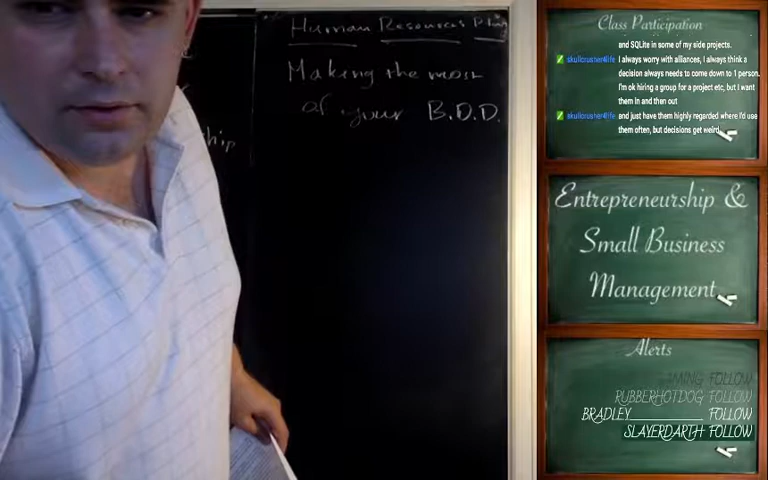 Human Resources Plan
Making the most
of your B.D.D.
ship
Class Participation
and SQLite in some of my side projects.
skullcrusher4life I always worry with alliances, I always think a
decision always needs to come down to 1 person.
I'm ok hiring a group for a project etc, but I want
them in and then out
skullcrusher4life and just have them highly regarded where I'd use
them often, but decisions get weird
Entrepreneurship &
Small Business
Management
Alerts
FOLLOW
RUBBERHOTDOG FOLLOW
BRADLEY__________ FOLLOW
SLAYERDARTH FOLLOW